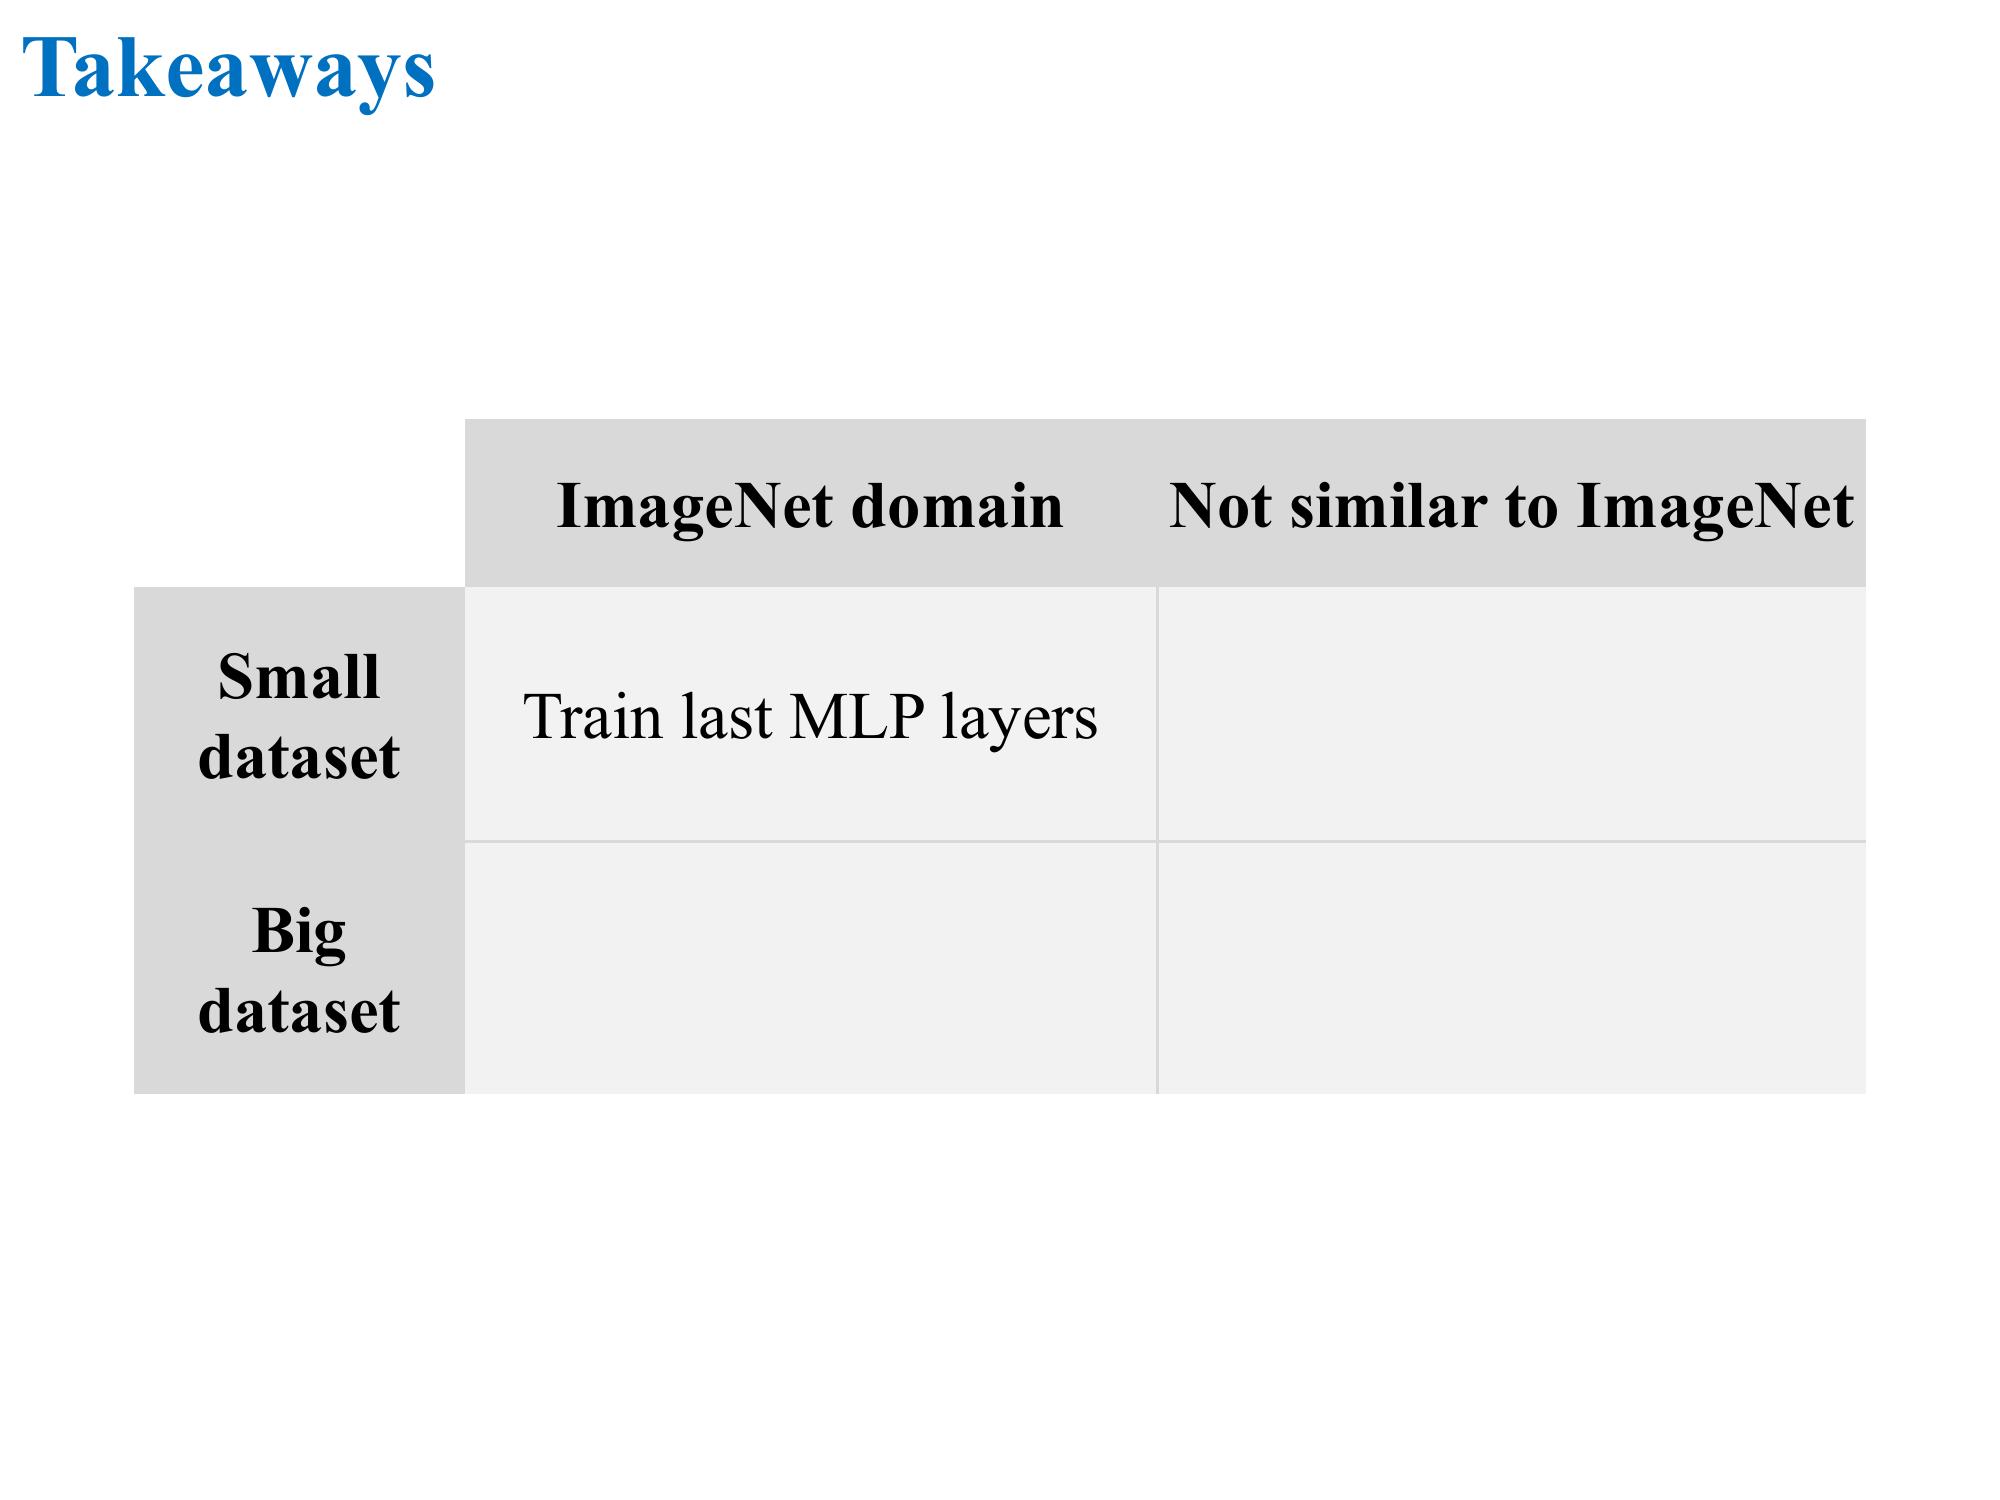 Takeaways
ImageNet domain
Not similar to ImageNet
Small
dataset
Train last MLP layers
Big
dataset